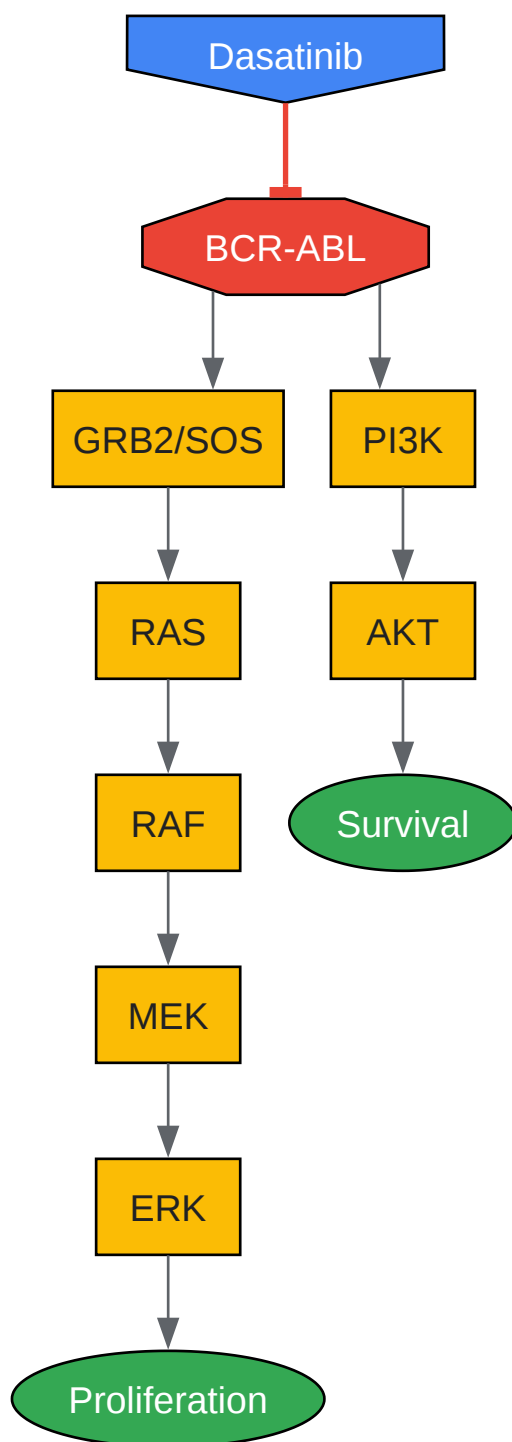 Dasatinib
BCR-ABL
GRB2/SOS
PI3K
RAS
AKT
RAF
Survival
MEK
ERK
Proliferation